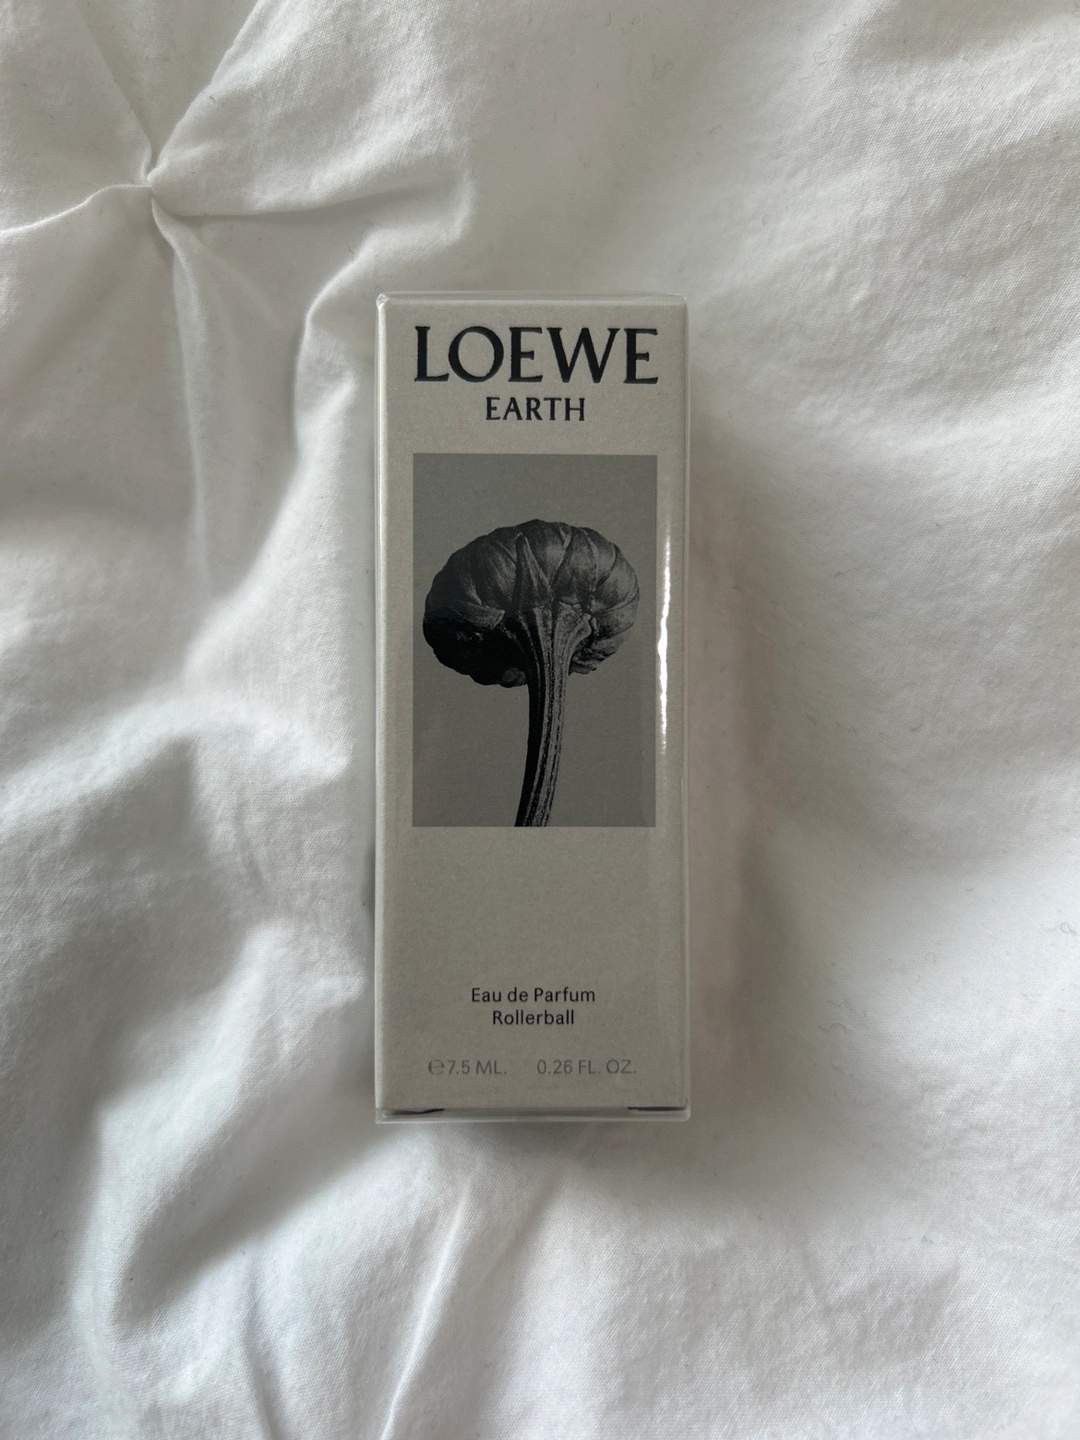 LOEWE
EARTH
Eau de Parfum
Rollerball
℮7.5 ML. 0.26 FL. OZ.